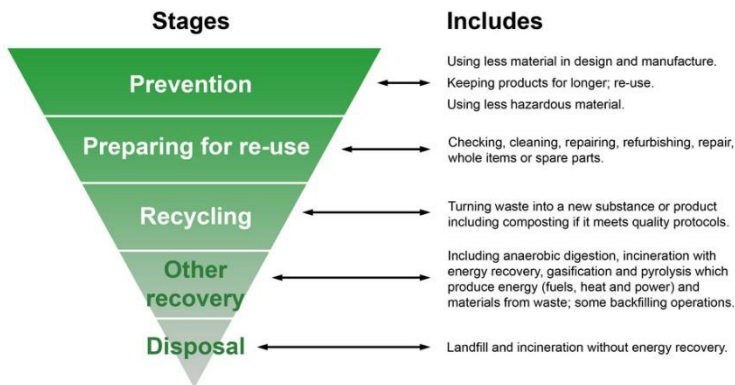 Stages
Includes
Prevention
Using less material in design and manufacture.
Keeping products for longer; re-use.
Using less hazardous material.
Preparing for re-use
Checking, cleaning, repairing, refurbishing, repair,
whole items or spare parts.
Recycling
Turning waste into a new substance or product
including composting if it meets quality protocols.
Other
recovery
Including anaerobic digestion, incineration with
energy recovery, gasification and pyrolysis which
produce energy (fuels, heat and power) and
materials from waste; some backfilling operations.
Disposal
Landfill and incineration without energy recovery.